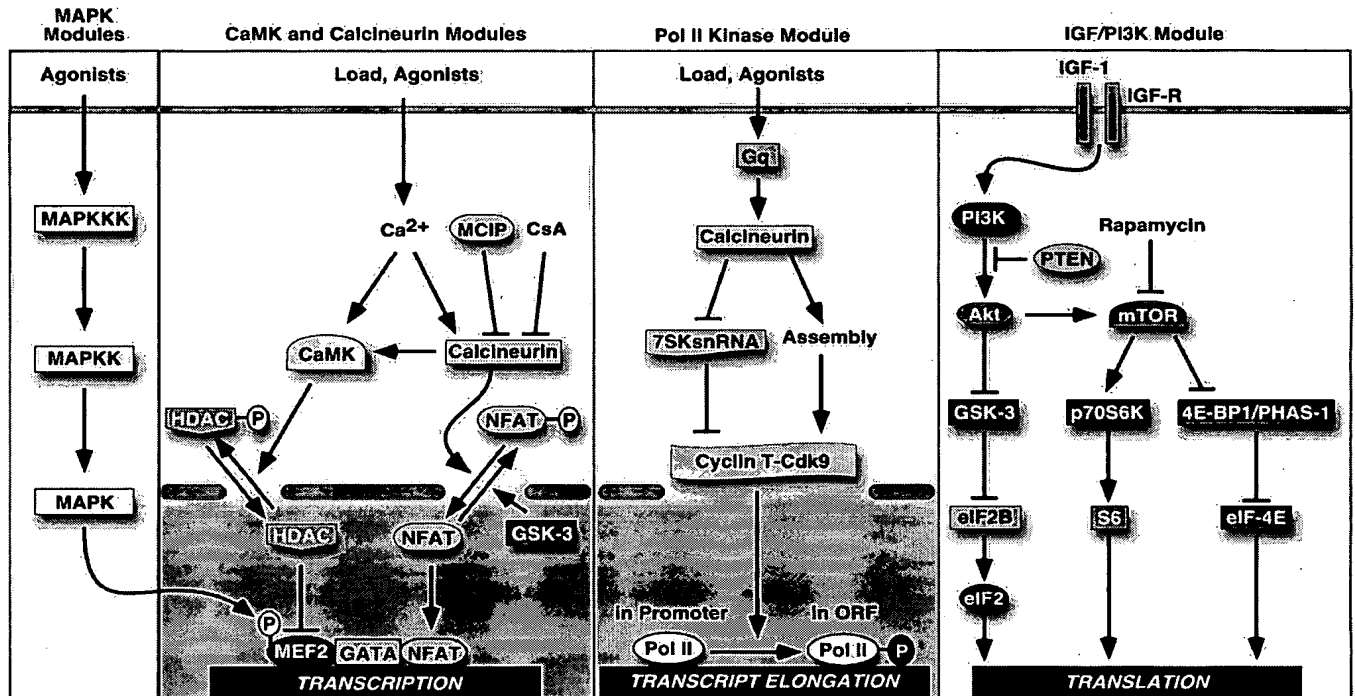 MAPK
Modules
CaMK and Calcineurin Modules
Pol II Kinase Module
IGF/PI3K Module
Agonists
Load, Agonists
Load, Agonists
IGF-1
IGF-R
MAPKKK
MAPKK
MAPK
Ca2+
MCIP
CsA
CaMK
Calcineurin
HDAC
P
NFAT
P
HDAC
NFAT
GSK-3
P
MEF2
GATA
NFAT
TRANSCRIPTION
Gq
Calcineurin
7SKsnRNA
Assembly
Cyclin T-Cdk9
In Promoter
In ORF
Pol II
Pol II
P
TRANSCRIPT ELONGATION
PI3K
Rapamycin
PTEN
Akt
mTOR
GSK-3
p70S6K
4E-BP1/PHAS-1
eIF2B
S6
eIF-4E
eIF2
TRANSLATION